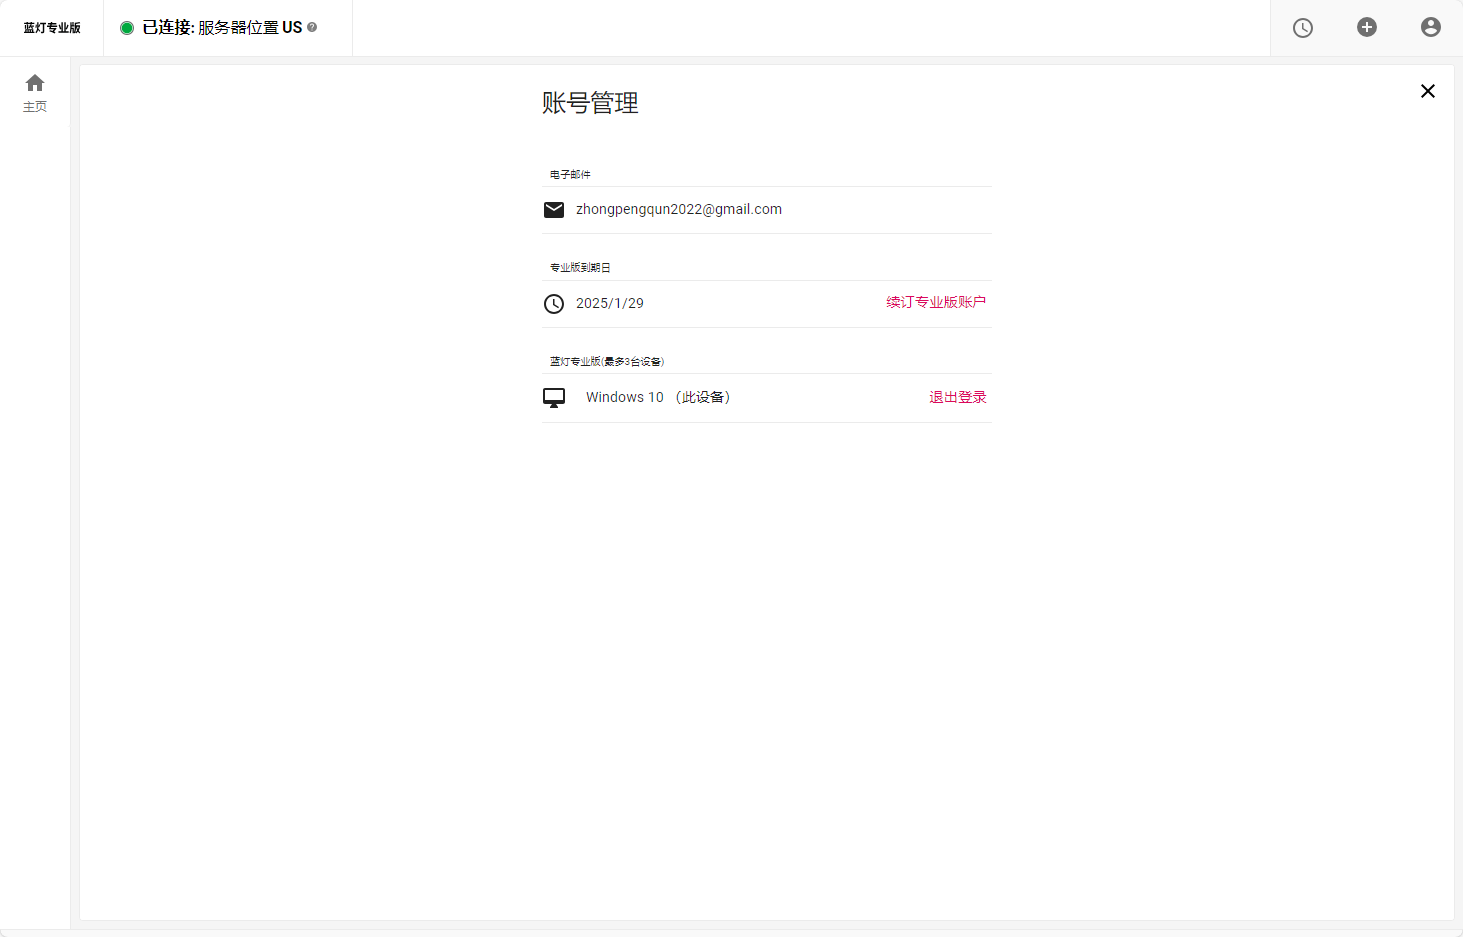 蓝灯专业版
已连接: 服务器位置 US
主页
账号管理
电子邮件
zhongpengqun2022@gmail.com
专业版到期日
2025/1/29 续订专业版账户
蓝灯专业版(最多3台设备)
Windows 10 （此设备） 退出登录